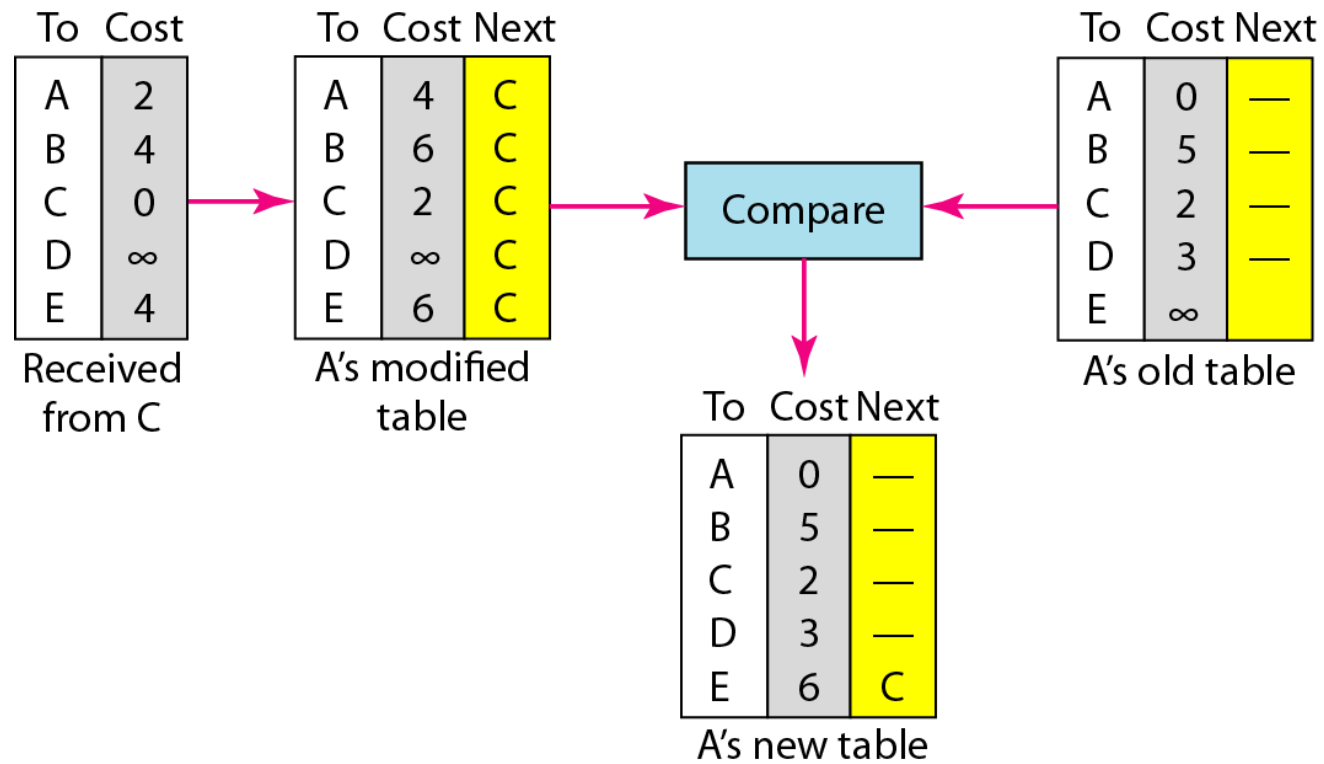 To Cost
A 2
B 4
C 0
D ∞
E 4
Received
from C
To Cost Next
A 4 C
B 6 C
C 2 C
D ∞ C
E 6 C
A's modified
table
Compare
To Cost Next
A 0 —
B 5 —
C 2 —
D 3 —
E ∞
A's old table
To Cost Next
A 0 —
B 5 —
C 2 —
D 3 —
E 6 C
A's new table